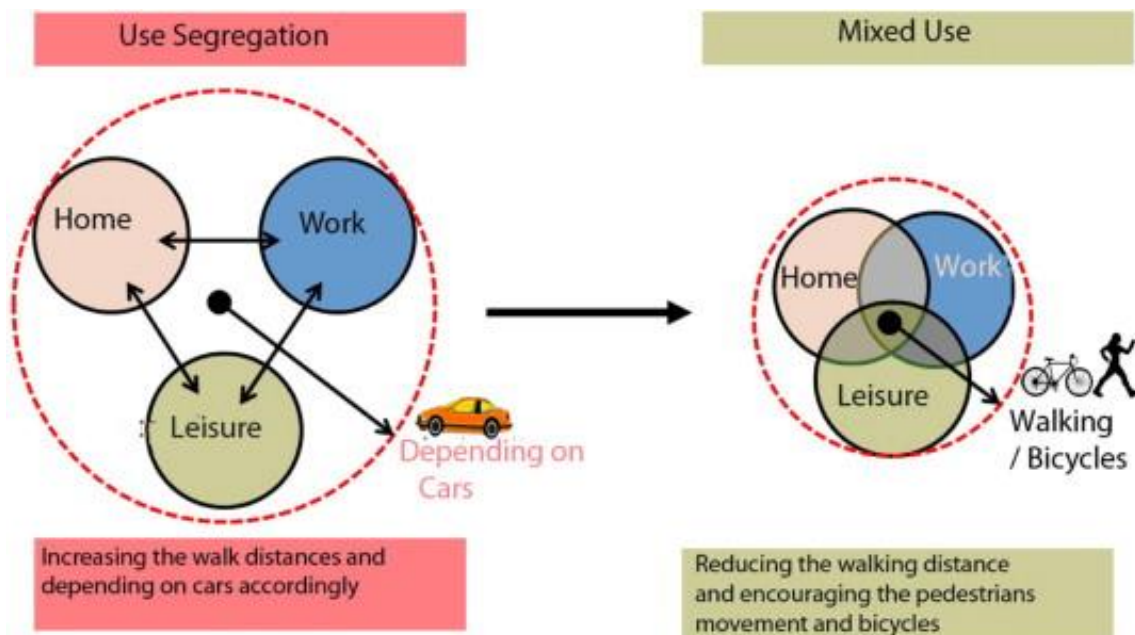 Use Segregation
Mixed Use
Home
Work
Leisure
Depending on
Cars
Home
Work
Leisure
Walking
/ Bicycles
Increasing the walk distances and
depending on cars accordingly
Reducing the walking distance
and encouraging the pedestrians
movement and bicycles